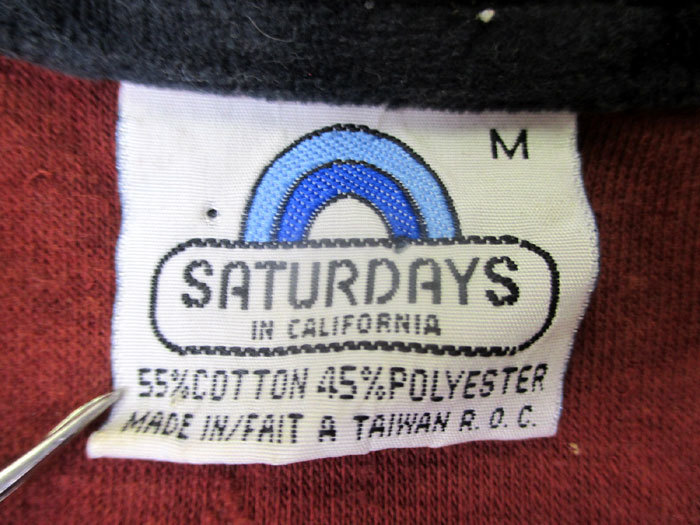 M
SATURDAYS
IN CALIFORNIA
55%COTTON 45%POLYESTER
MADE IN/FAIT A TAIWAN R.O.C.